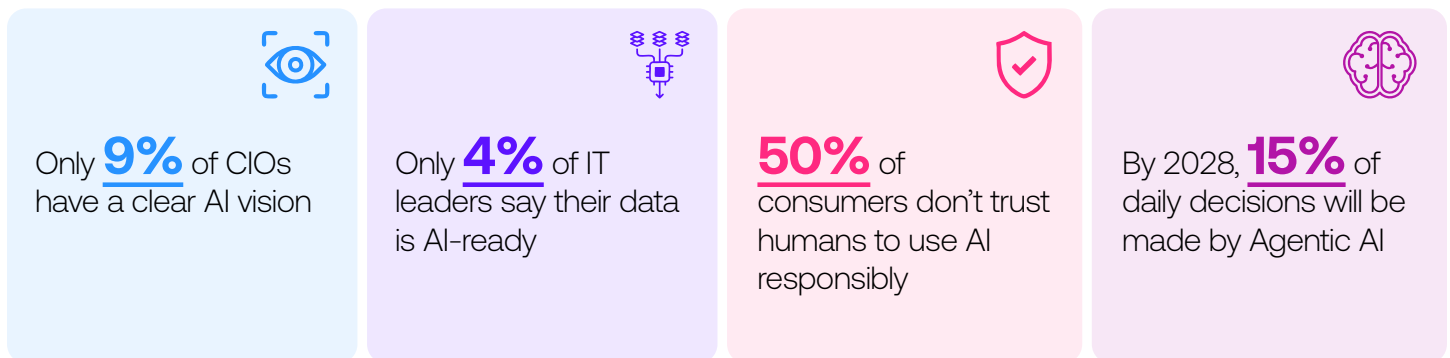 Only 9% of CIOs
have a clear AI vision
Only 4% of IT
leaders say their data
is AI-ready
50% of
consumers don’t trust
humans to use AI
responsibly
By 2028, 15% of
daily decisions will be
made by Agentic AI